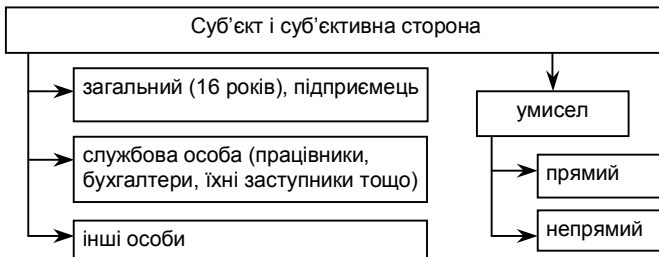 Суб’єкт і суб’єктивна сторона
загальний (16 років), підприємець
службова особа (працівники,
бухгалтери, їхні заступники тощо)
інші особи
умисел
прямий
непрямий